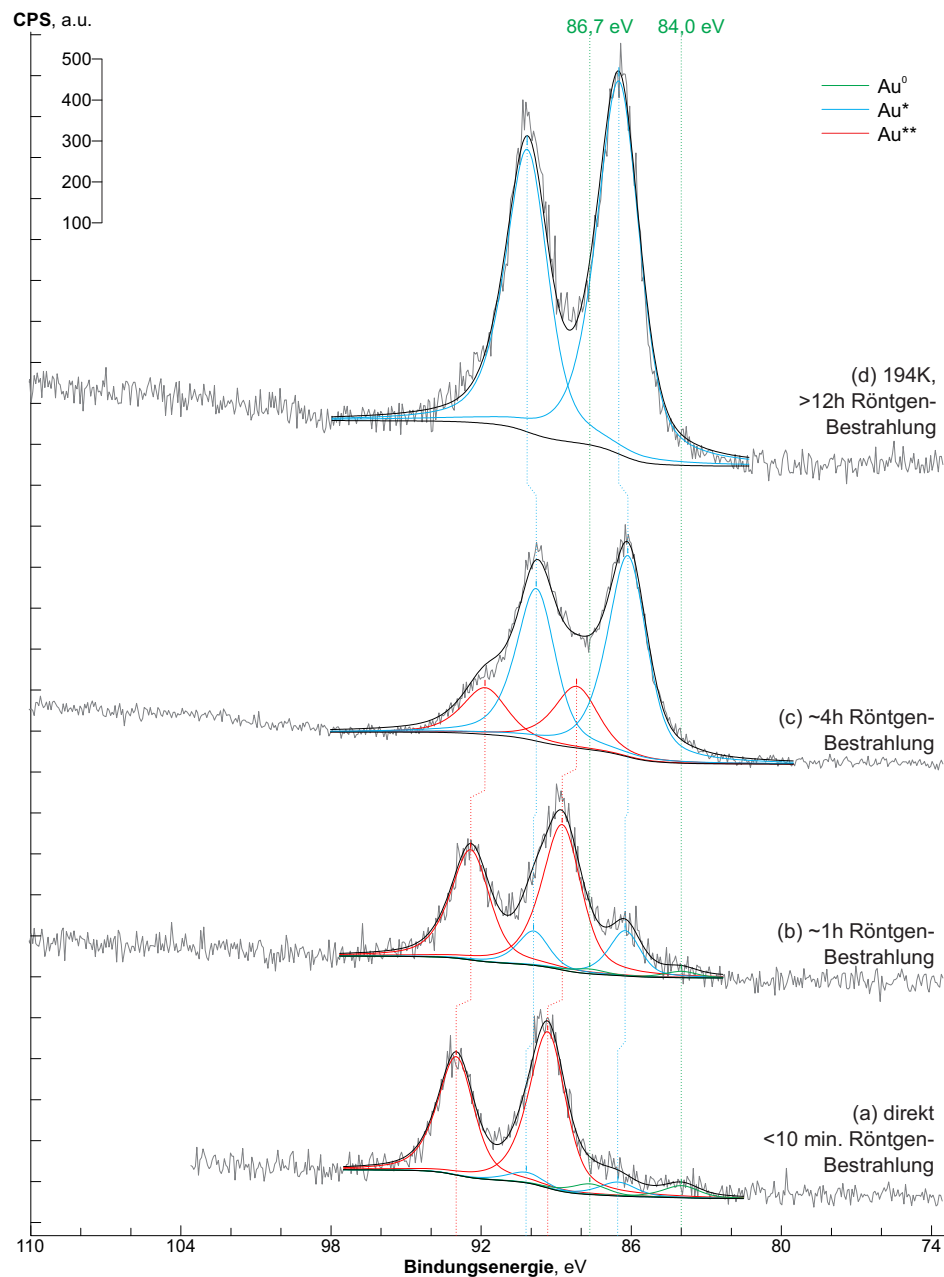 CPS, a.u.
86,7 eV 84,0 eV
500
400
300
200
100
Au⁰
Au*
Au**
(d) 194K,
>12h Röntgen-
Bestrahlung
(c) ~4h Röntgen-
Bestrahlung
(b) ~1h Röntgen-
Bestrahlung
(a) direkt
<10 min. Röntgen-
Bestrahlung
110 104 98 92 86 80 74
Bindungsenergie, eV